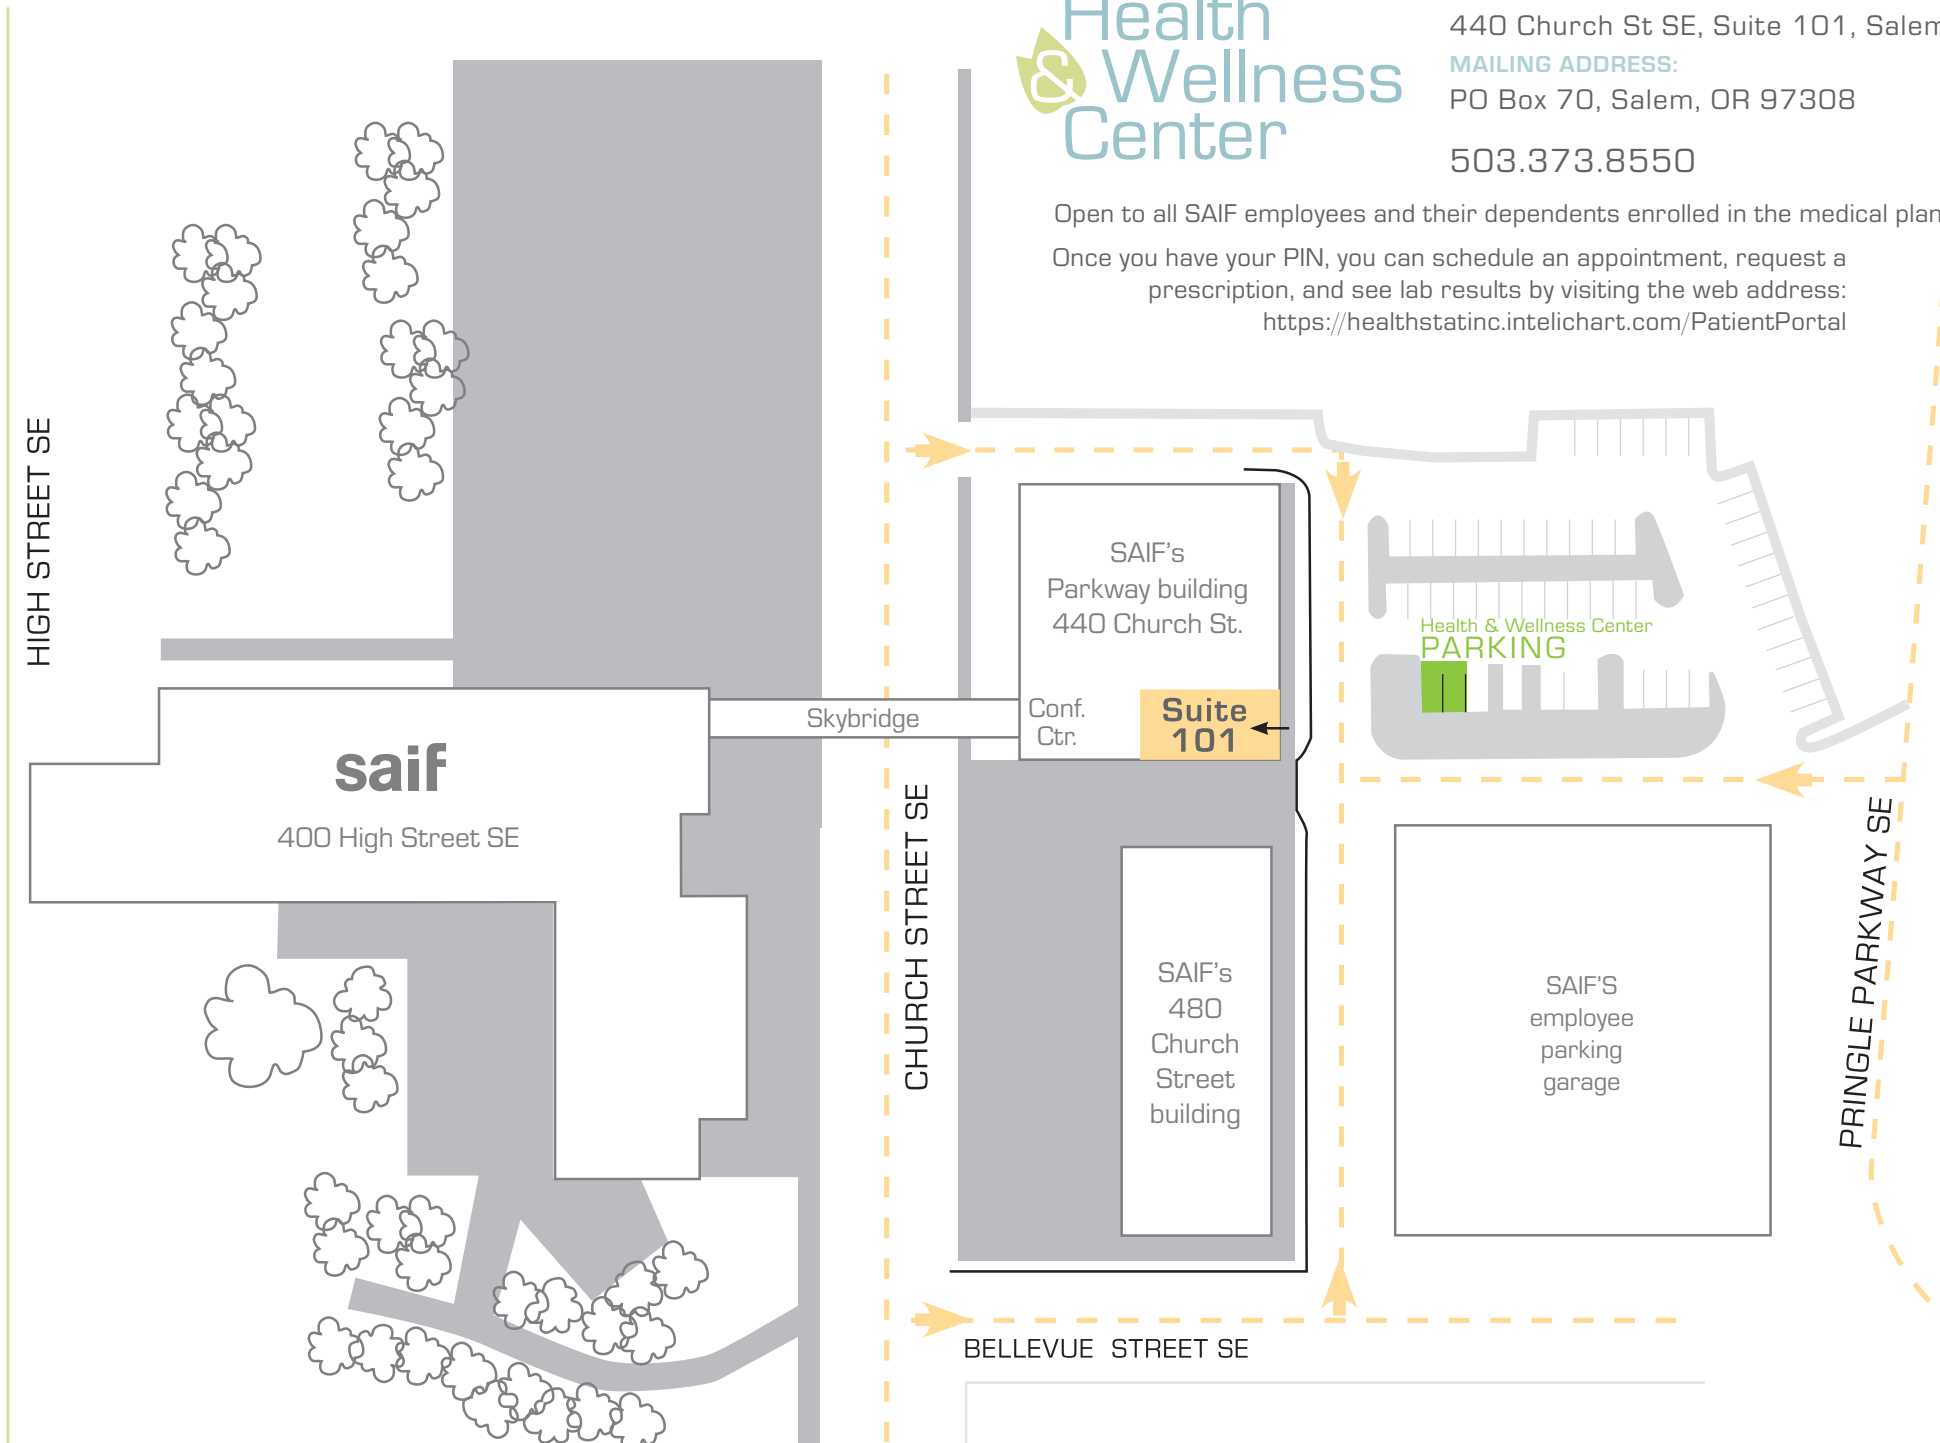 Health
& Wellness
Center
440 Church St SE, Suite 101, Salem
MAILING ADDRESS:
PO Box 70, Salem, OR 97308
503.373.8550
Open to all SAIF employees and their dependents enrolled in the medical plan
Once you have your PIN, you can schedule an appointment, request a
prescription, and see lab results by visiting the web address:
https://healthstatinc.intelichart.com/PatientPortal
HIGH STREET SE
SAIF's
Parkway building
440 Church St.
Health & Wellness Center
PARKING
Skybridge
Conf.
Ctr.
Suite
101
saif
400 High Street SE
CHURCH STREET SE
SAIF's
480
Church
Street
building
SAIF'S
employee
parking
garage
PRINGLE PARKWAY SE
BELLEVUE STREET SE